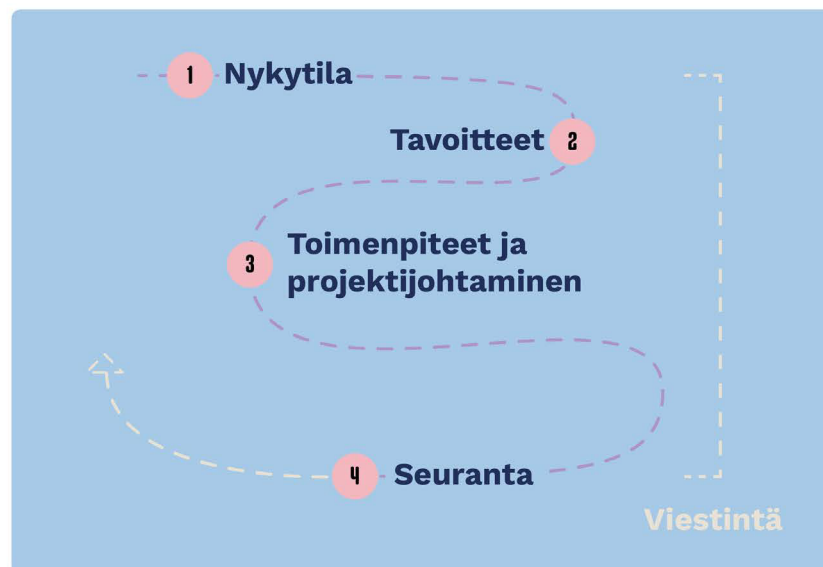 1 Nykytila
Tavoitteet 2
3 Toimenpiteet ja
projektijohtaminen
4 Seuranta
Viestintä